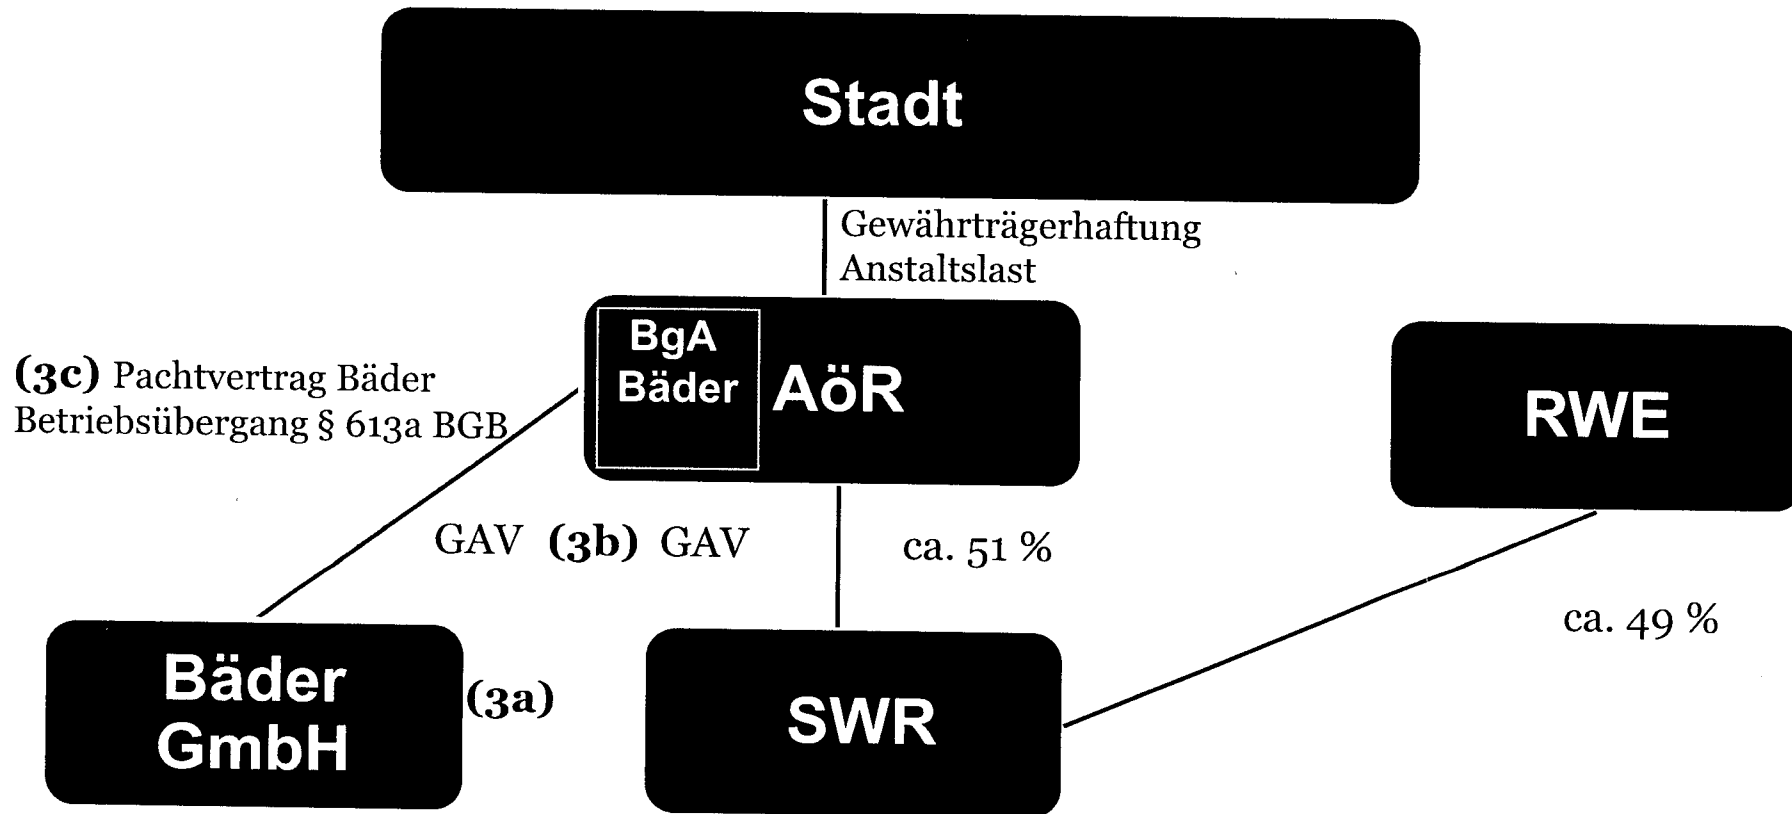 Stadt
Gewährträgerhaftung
Anstaltslast
BgA
Bäder
AöR
RWE
(3c) Pachtvertrag Bäder
Betriebsübergang § 613a BGB
GAV (3b) GAV
ca. 51 %
ca. 49 %
Bäder
GmbH
(3a)
SWR